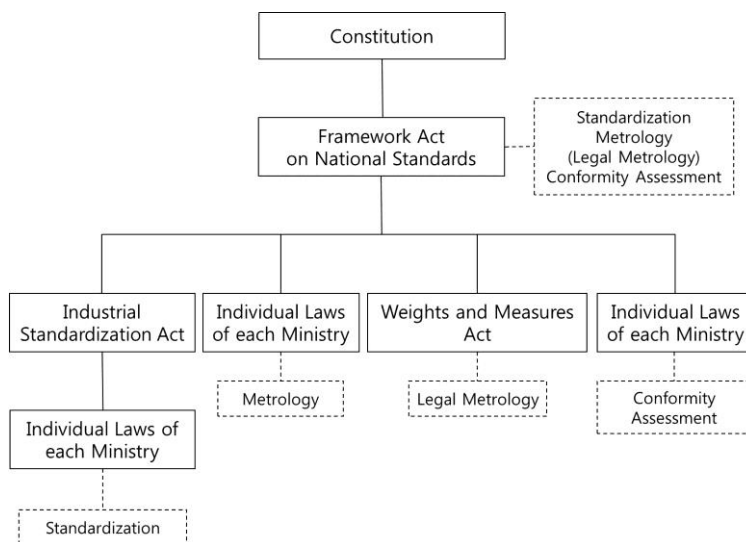 Constitution
Framework Act
on National Standards
Standardization
Metrology
(Legal Metrology)
Conformity Assessment
Industrial
Standardization Act
Individual Laws
of each Ministry
Weights and Measures
Act
Individual Laws
of each Ministry
Metrology
Legal Metrology
Conformity
Assessment
Individual Laws of
each Ministry
Standardization